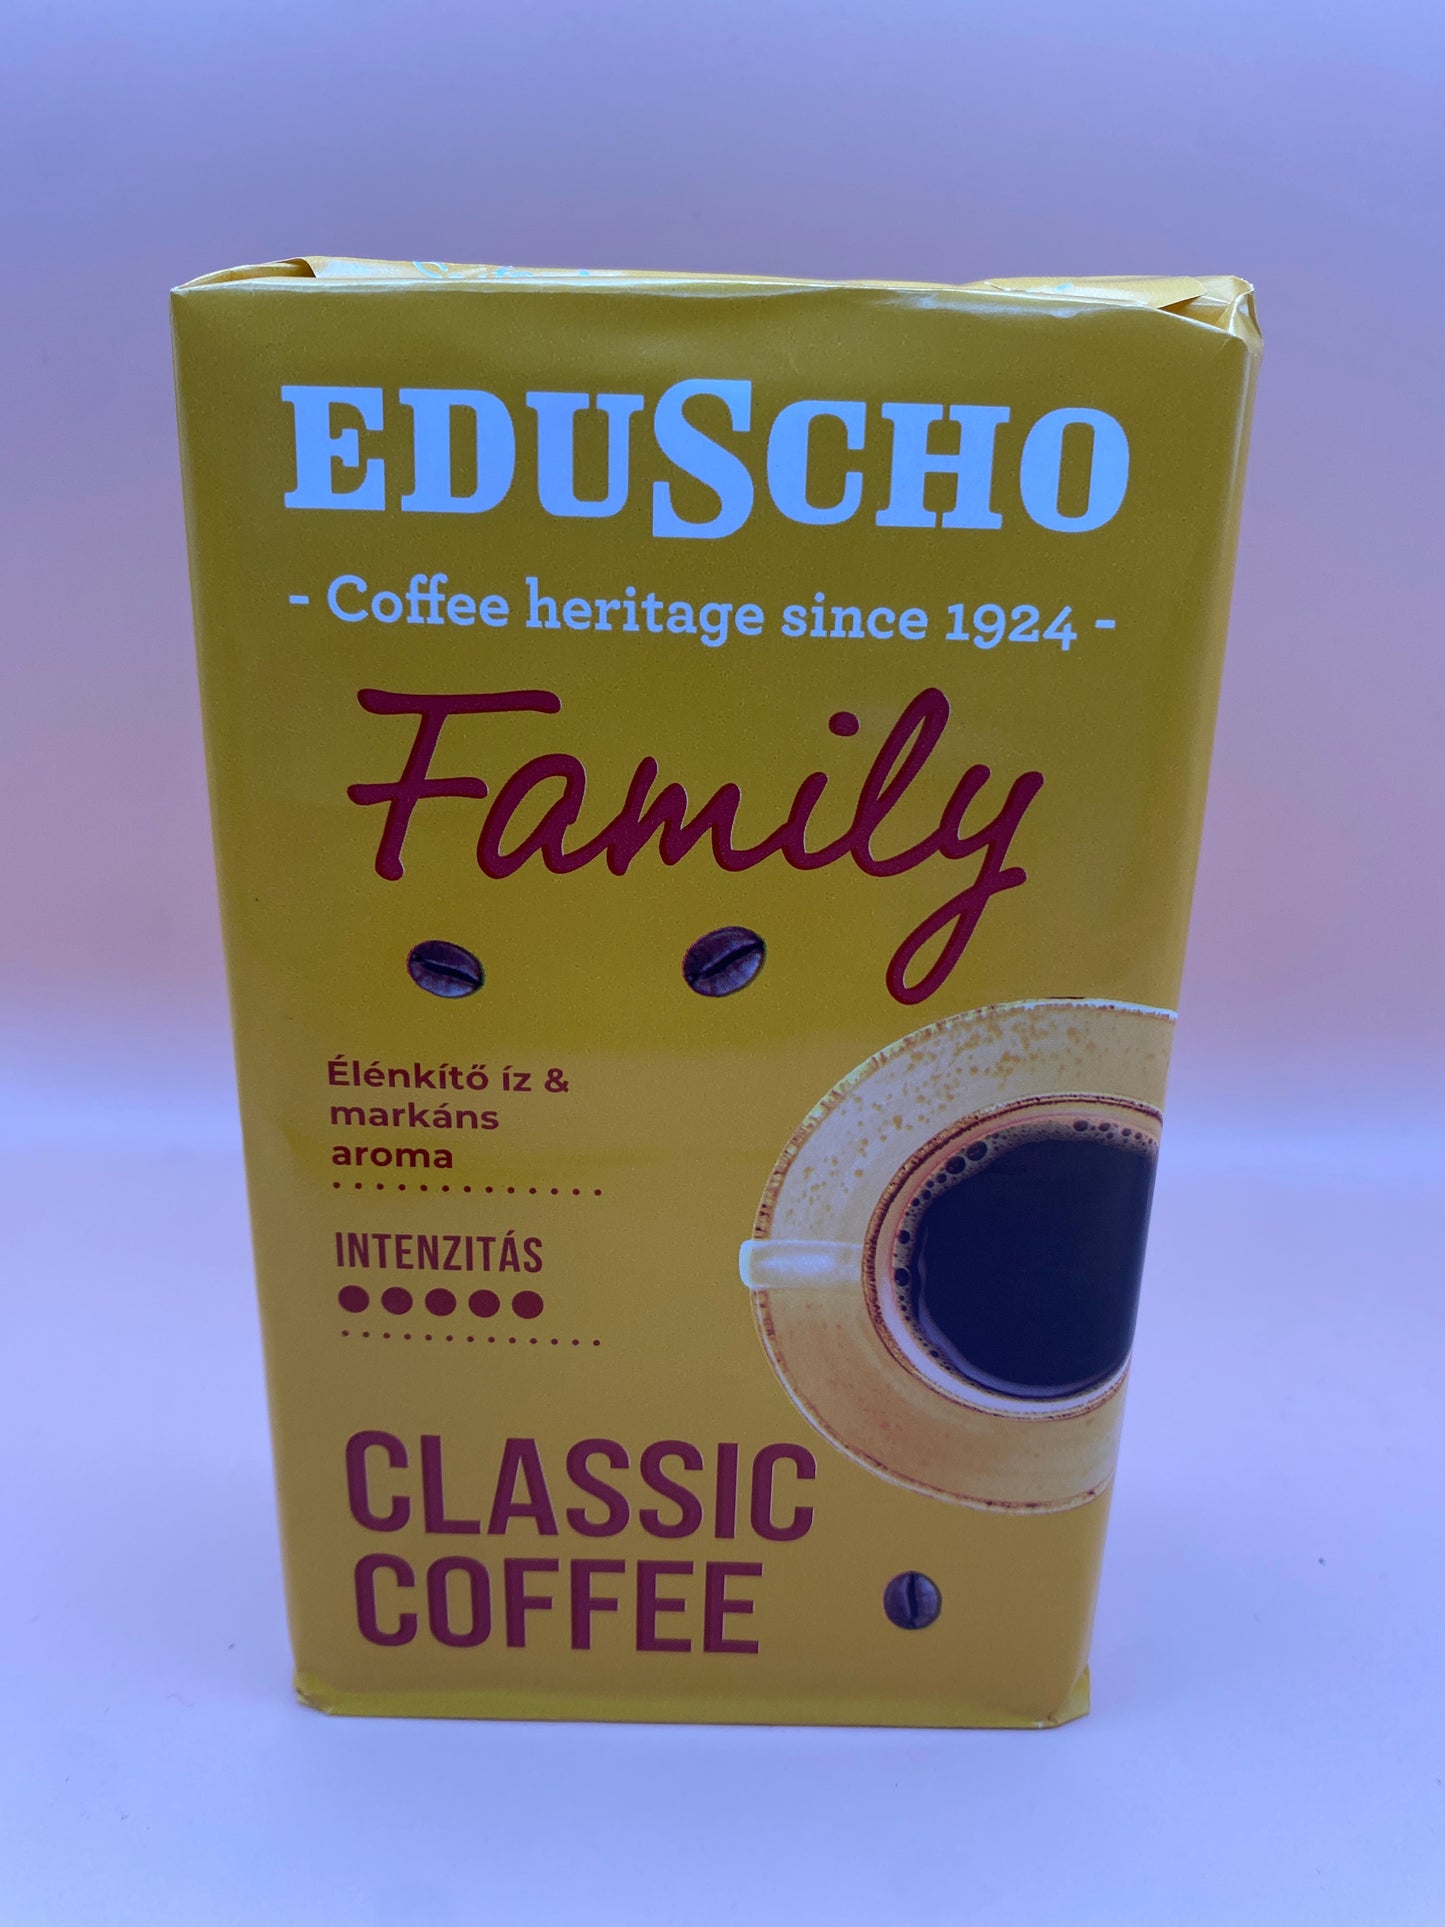 EDUSCHO
- Coffee heritage since 1924 -
Family
Élénkítő íz &
markáns
aroma
INTENZITÁS
CLASSIC
COFFEE